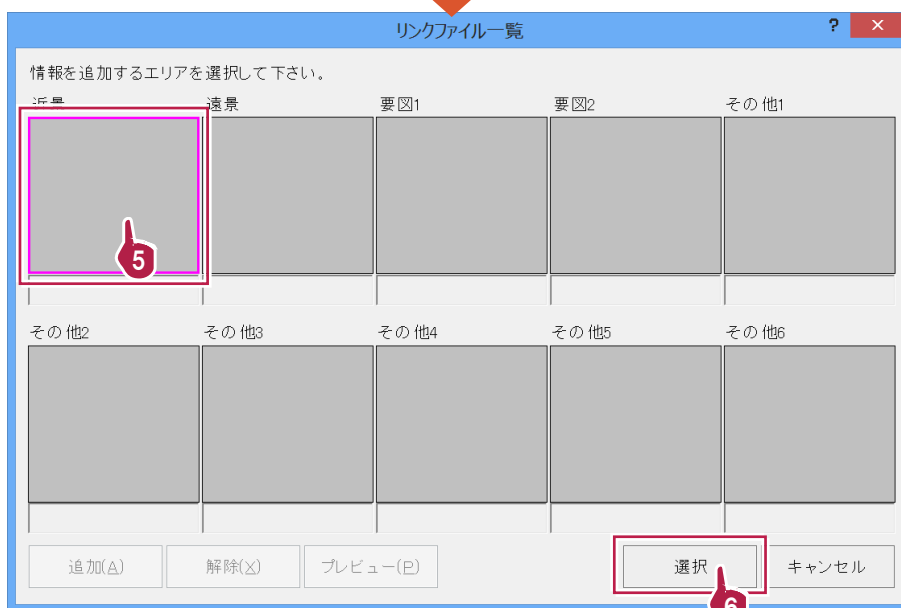 リンクファイル一覧
?
×
情報を追加するエリアを選択して下さい。
近景 遠景 要図1 要図2 その他1
5
その他2 その他3 その他4 その他5 その他6
追加(A) 解除(X) プレビュー(P) 選択 キャンセル
6